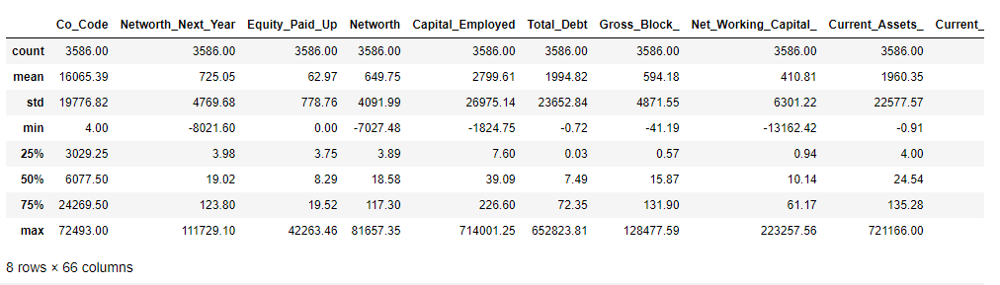 Co_Code Networth_Next_Year Equity_Paid_Up Networth Capital_Employed Total_Debt Gross_Block_ Net_Working_Capital_ Current_Assets_ Current_
count 3586.00 3586.00 3586.00 3586.00 3586.00 3586.00 3586.00 3586.00 3586.00
mean 16065.39 725.05 62.97 649.75 2799.61 1994.82 594.18 410.81 1960.35
std 19776.82 4769.68 778.76 4091.99 26975.14 23652.84 4871.55 6301.22 22577.57
min 4.00 -8021.60 0.00 -7027.48 -1824.75 -0.72 -41.19 -13162.42 -0.91
25% 3029.25 3.98 3.75 3.89 7.60 0.03 0.57 0.94 4.00
50% 6077.50 19.02 8.29 18.58 39.09 7.49 15.87 10.14 24.54
75% 24269.50 123.80 19.52 117.30 226.60 72.35 131.90 61.17 135.28
max 72493.00 111729.10 42263.46 81657.35 714001.25 652823.81 128477.59 223257.56 721166.00
8 rows × 66 columns